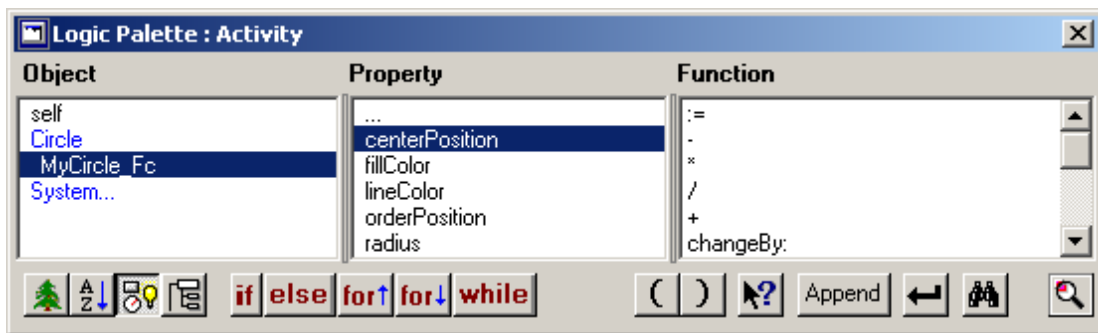 Logic Palette : Activity
Object Property Function
self ... :=
Circle centerPosition -
MyCircle_Fc fillColor *
System... lineColor /
orderPosition +
radius changeBy:
A Z if else for↑ for↓ while ( ) ? Append